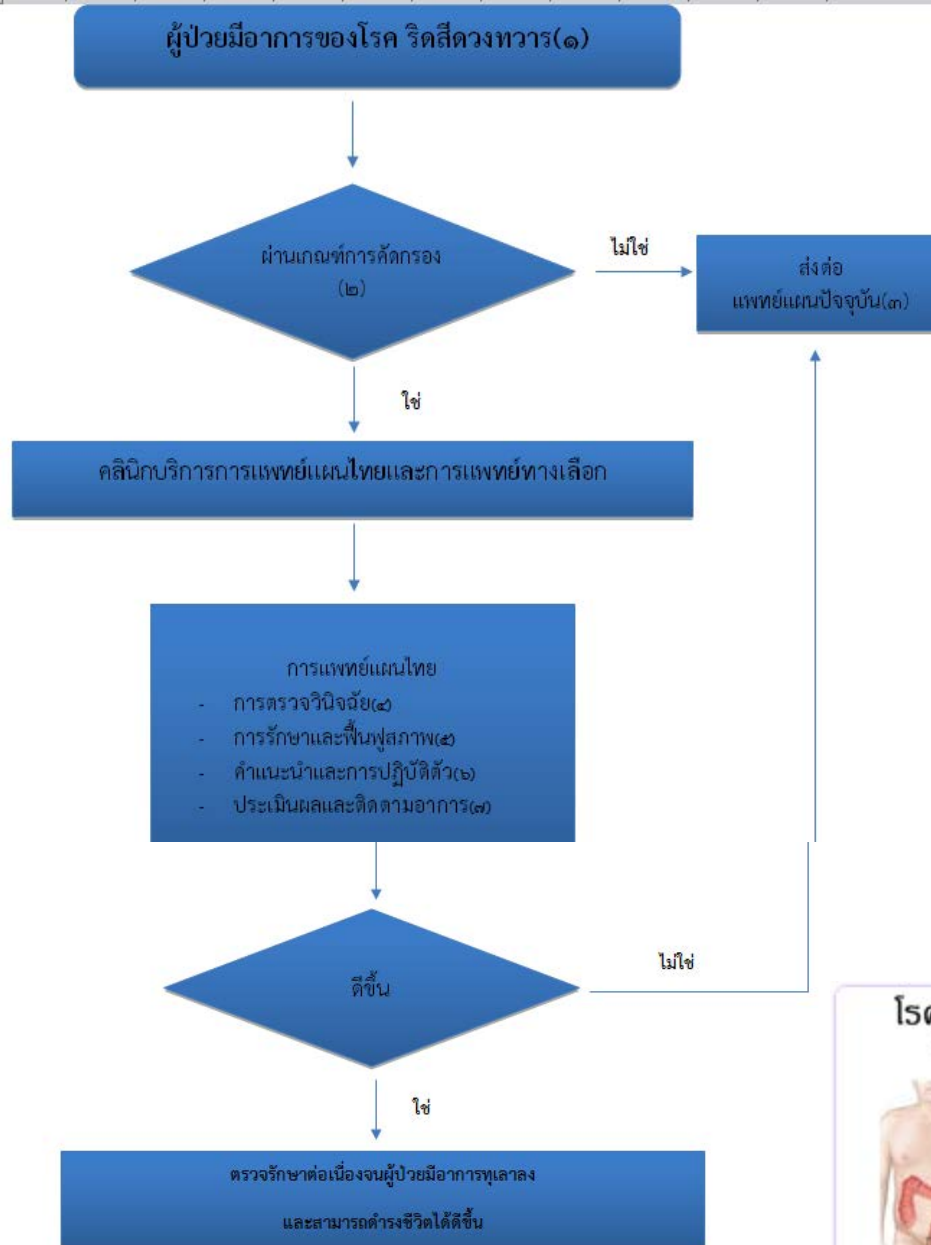 ผู้ป่วยมีอาการของโรค ริดสีดวงทวาร(๑)
ผ่านเกณฑ์การคัดกรอง
(๒)
ไม่ใช่
ส่งต่อ
แพทย์แผนปัจจุบัน(๓)
ใช่
คลินิกบริการการแพทย์แผนไทยและการแพทย์ทางเลือก
การแพทย์แผนไทย
- การตรวจวินิจฉัย(๔)
- การรักษาและฟื้นฟูสภาพ(๕)
- คำแนะนำและการปฏิบัติตัว(๖)
- ประเมินผลและติดตามอาการ(๗)
ดีขึ้น
ไม่ใช่
ใช่
ตรวจรักษาต่อเนื่องจนผู้ป่วยมีอาการทุเลาลง
และสามารถดำรงชีวิตได้ดีขึ้น